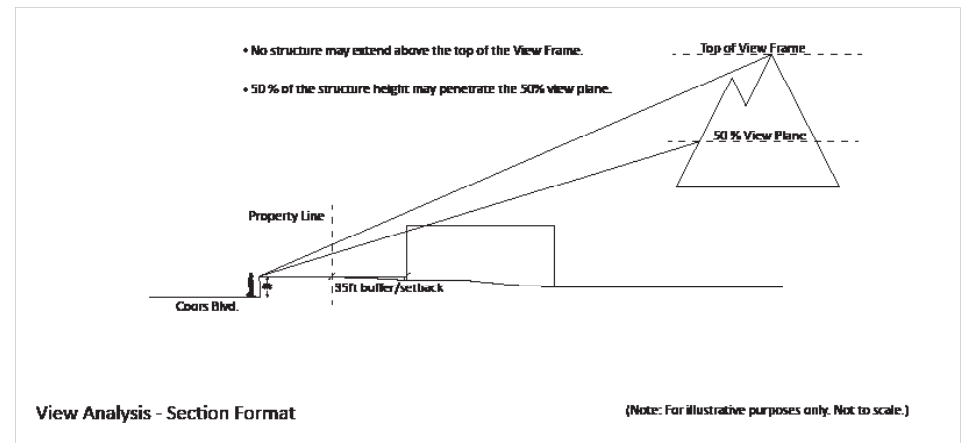 • No structure may extend above the top of the View Frame.
• 50 % of the structure height may penetrate the 50% view plane.
Top of View Frame
50 % View Plane
Property Line
35ft buffer/setback
Coors Blvd.
View Analysis - Section Format
(Note: For illustrative purposes only. Not to scale.)